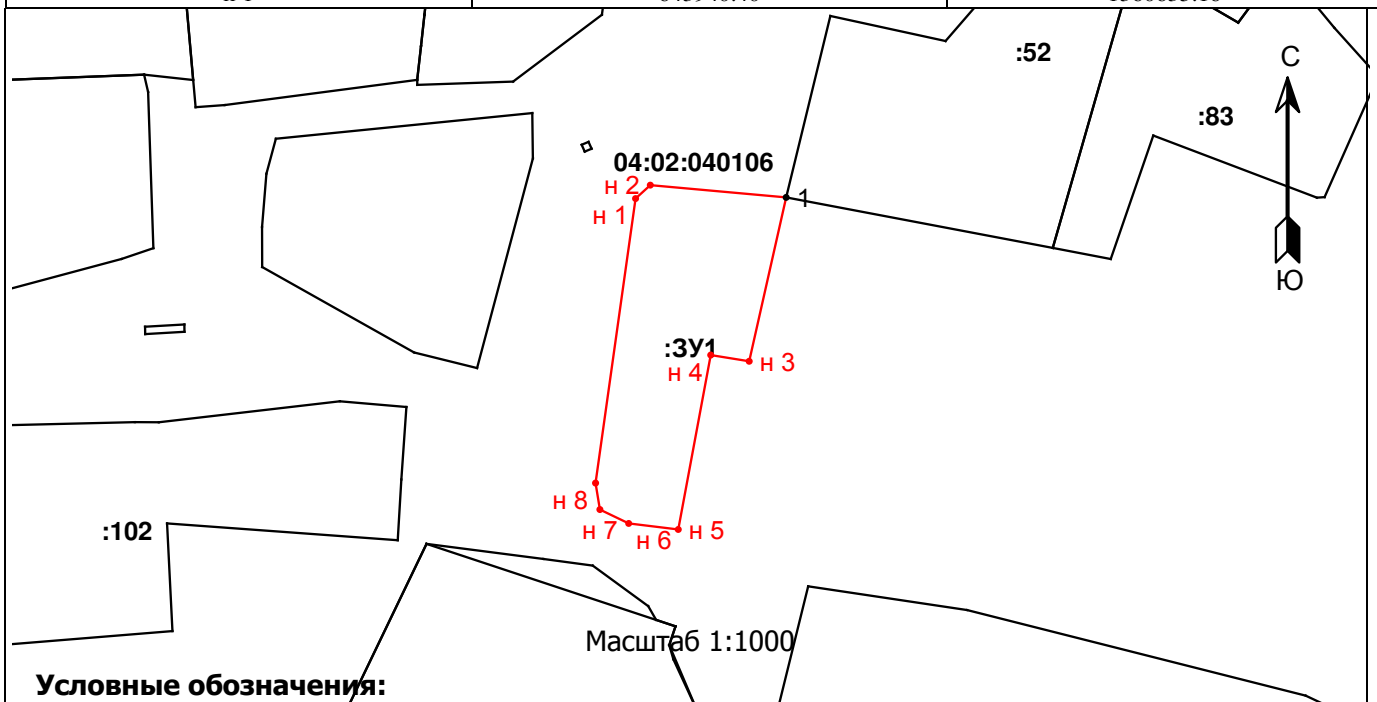 :52
С
:83
04:02:040106
н 2
1
н 1
Ю
:ЗУ1
н 3
н 4
н 8
:102
н 7
н 5
н 6
Масштаб 1:1000
Условные обозначения: